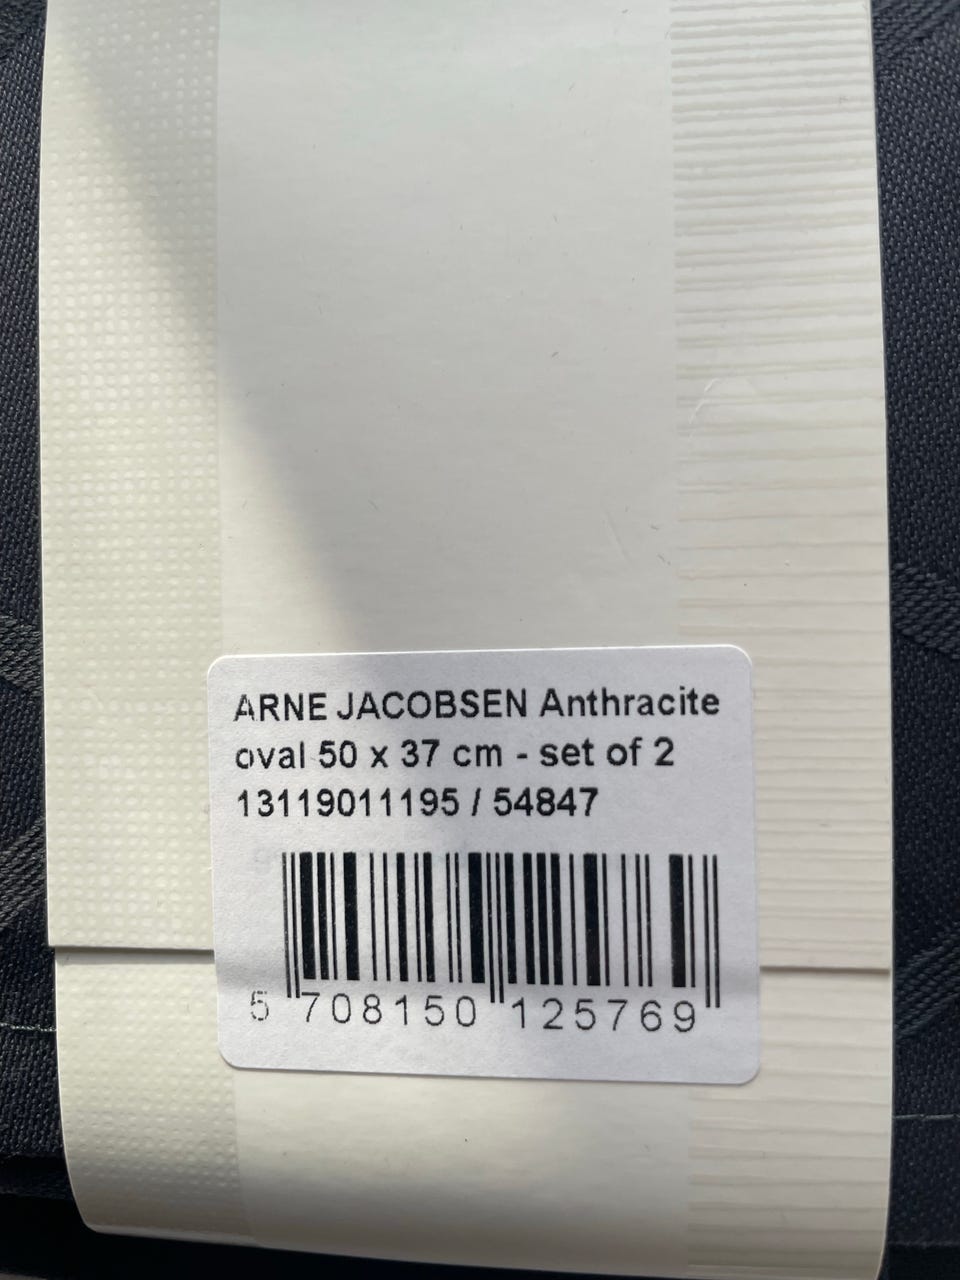 ARNE JACOBSEN Anthracite
oval 50 x 37 cm - set of 2
13119011195 / 54847
5 708150 125769